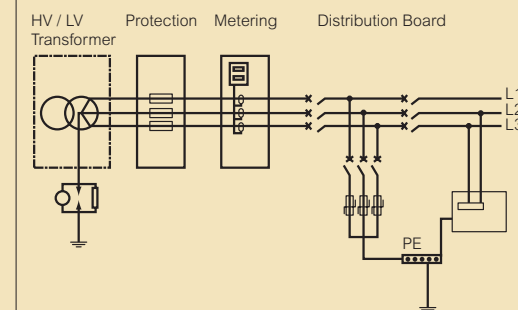 HV / LV
Transformer
Protection
Metering
Distribution Board
L1
L2
L3
PE